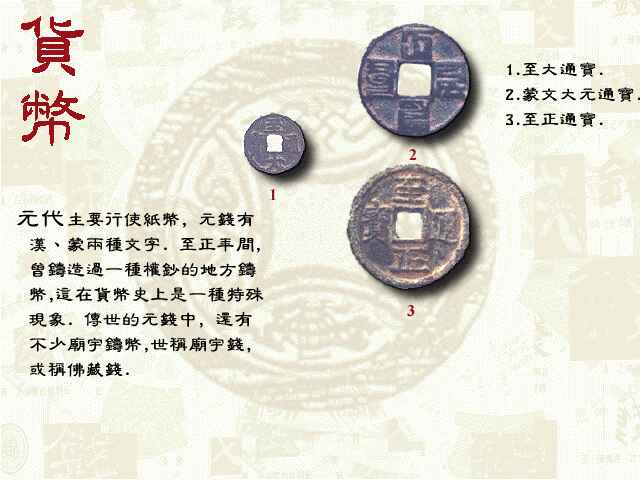 貨
幣
1.至大通寶.
2.蒙文大元通寶.
3.至正通寶.
1
2
3
元代主要行使紙幣, 元錢有
漢、蒙兩種文字. 至正年間,
曾鑄造過一種權鈔的地方鑄
幣,這在貨幣史上是一種特殊
現象. 傳世的元錢中, 還有
不少廟宇鑄幣,世稱廟宇錢,
或稱佛藏錢.